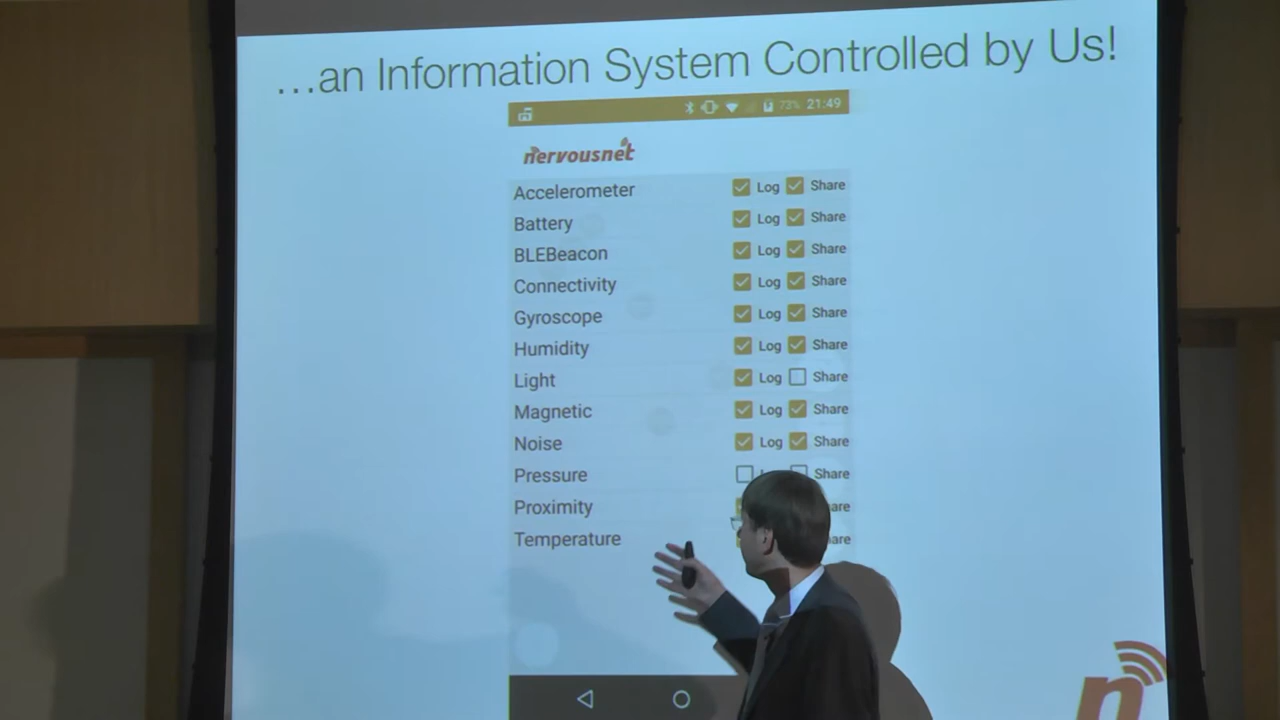 ...an Information System Controlled by Us!
73% 21:49
nervousnet
Accelerometer Log Share
Battery Log Share
BLEBeacon Log Share
Connectivity Log Share
Gyroscope Log Share
Humidity Log Share
Light Log Share
Magnetic Log Share
Noise Log Share
Pressure Share
Proximity
Temperature
n